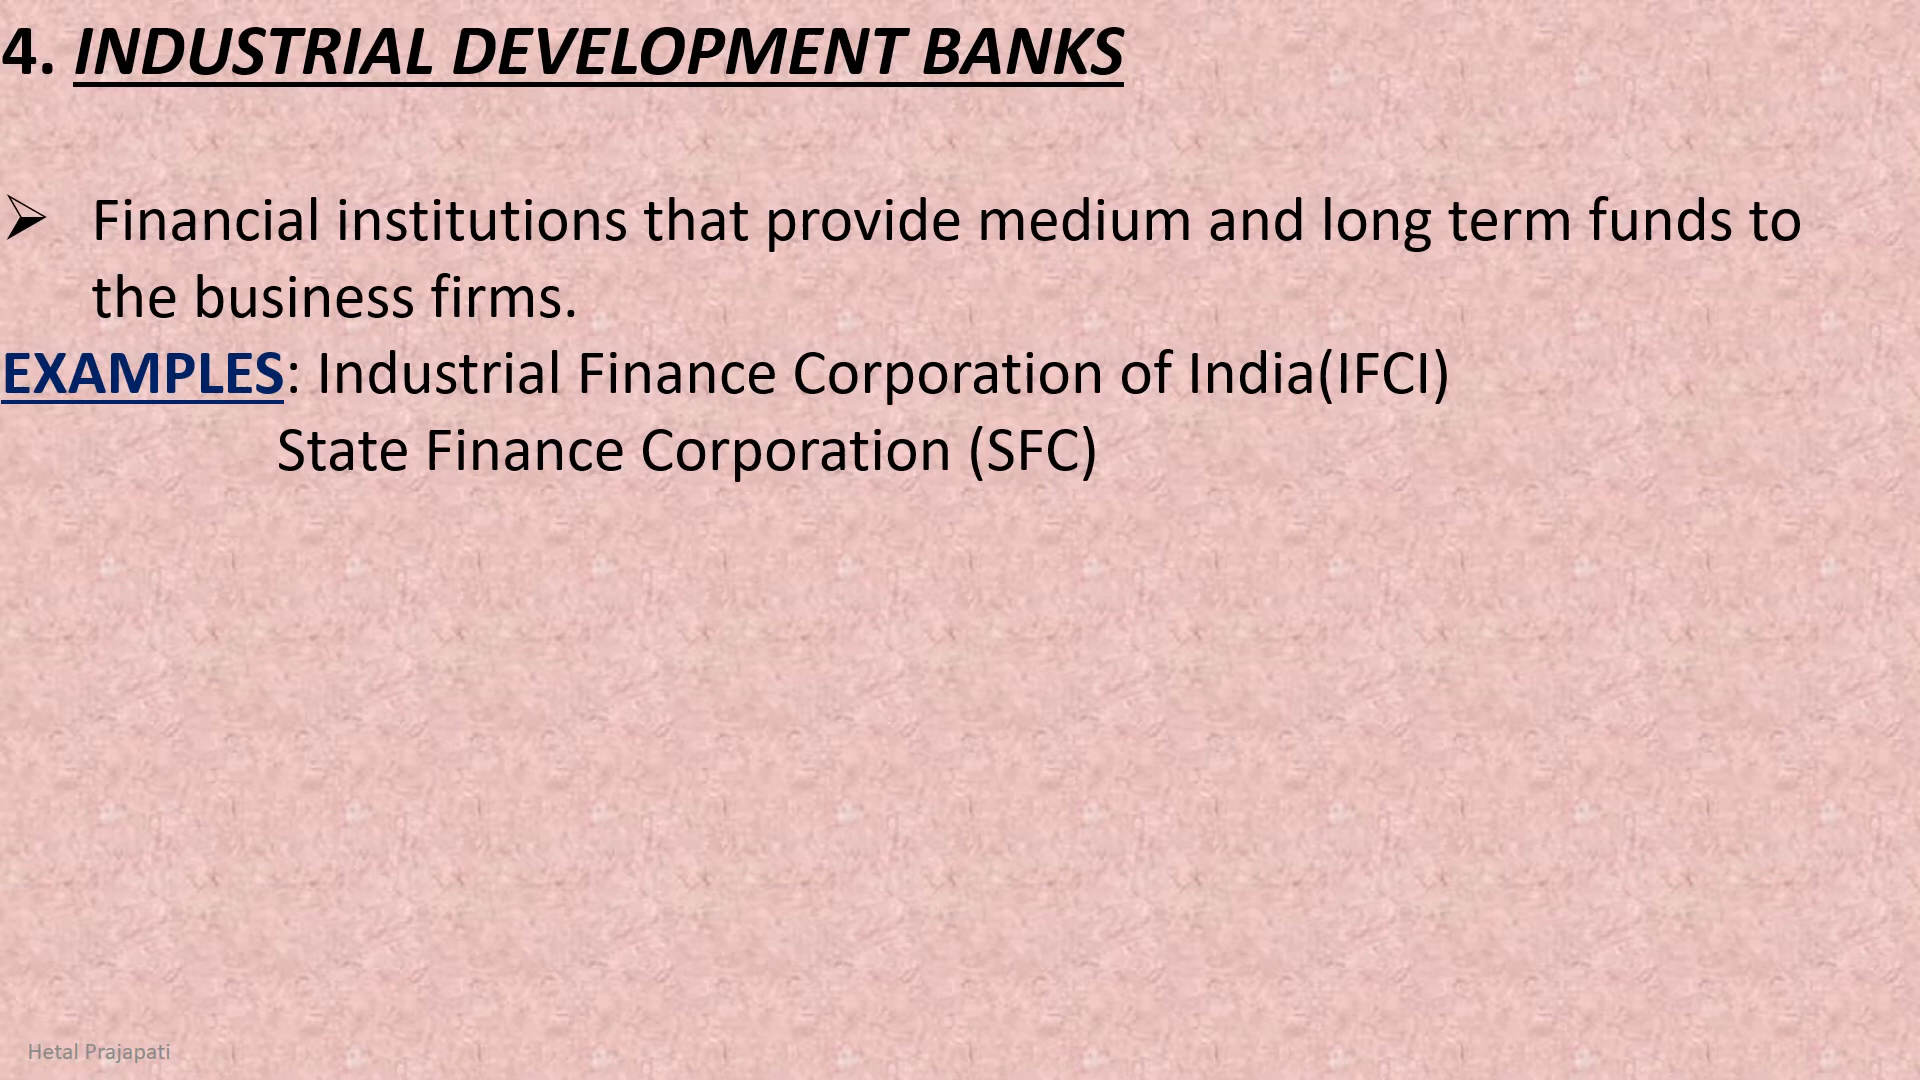 4. INDUSTRIAL DEVELOPMENT BANKS
➢ Financial institutions that provide medium and long term funds to
the business firms.
EXAMPLES: Industrial Finance Corporation of India(IFCI)
State Finance Corporation (SFC)
Hetal Prajapati